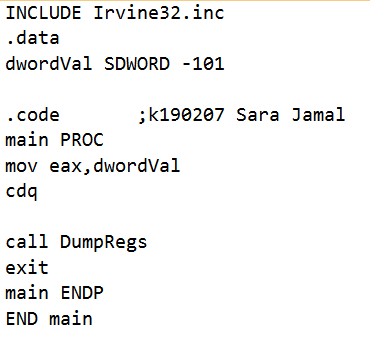 INCLUDE Irvine32.inc
.data
dwordVal SDWORD -101
.code       ;k190207 Sara Jamal
main PROC
mov eax,dwordVal
cdq
call DumpRegs
exit
main ENDP
END main